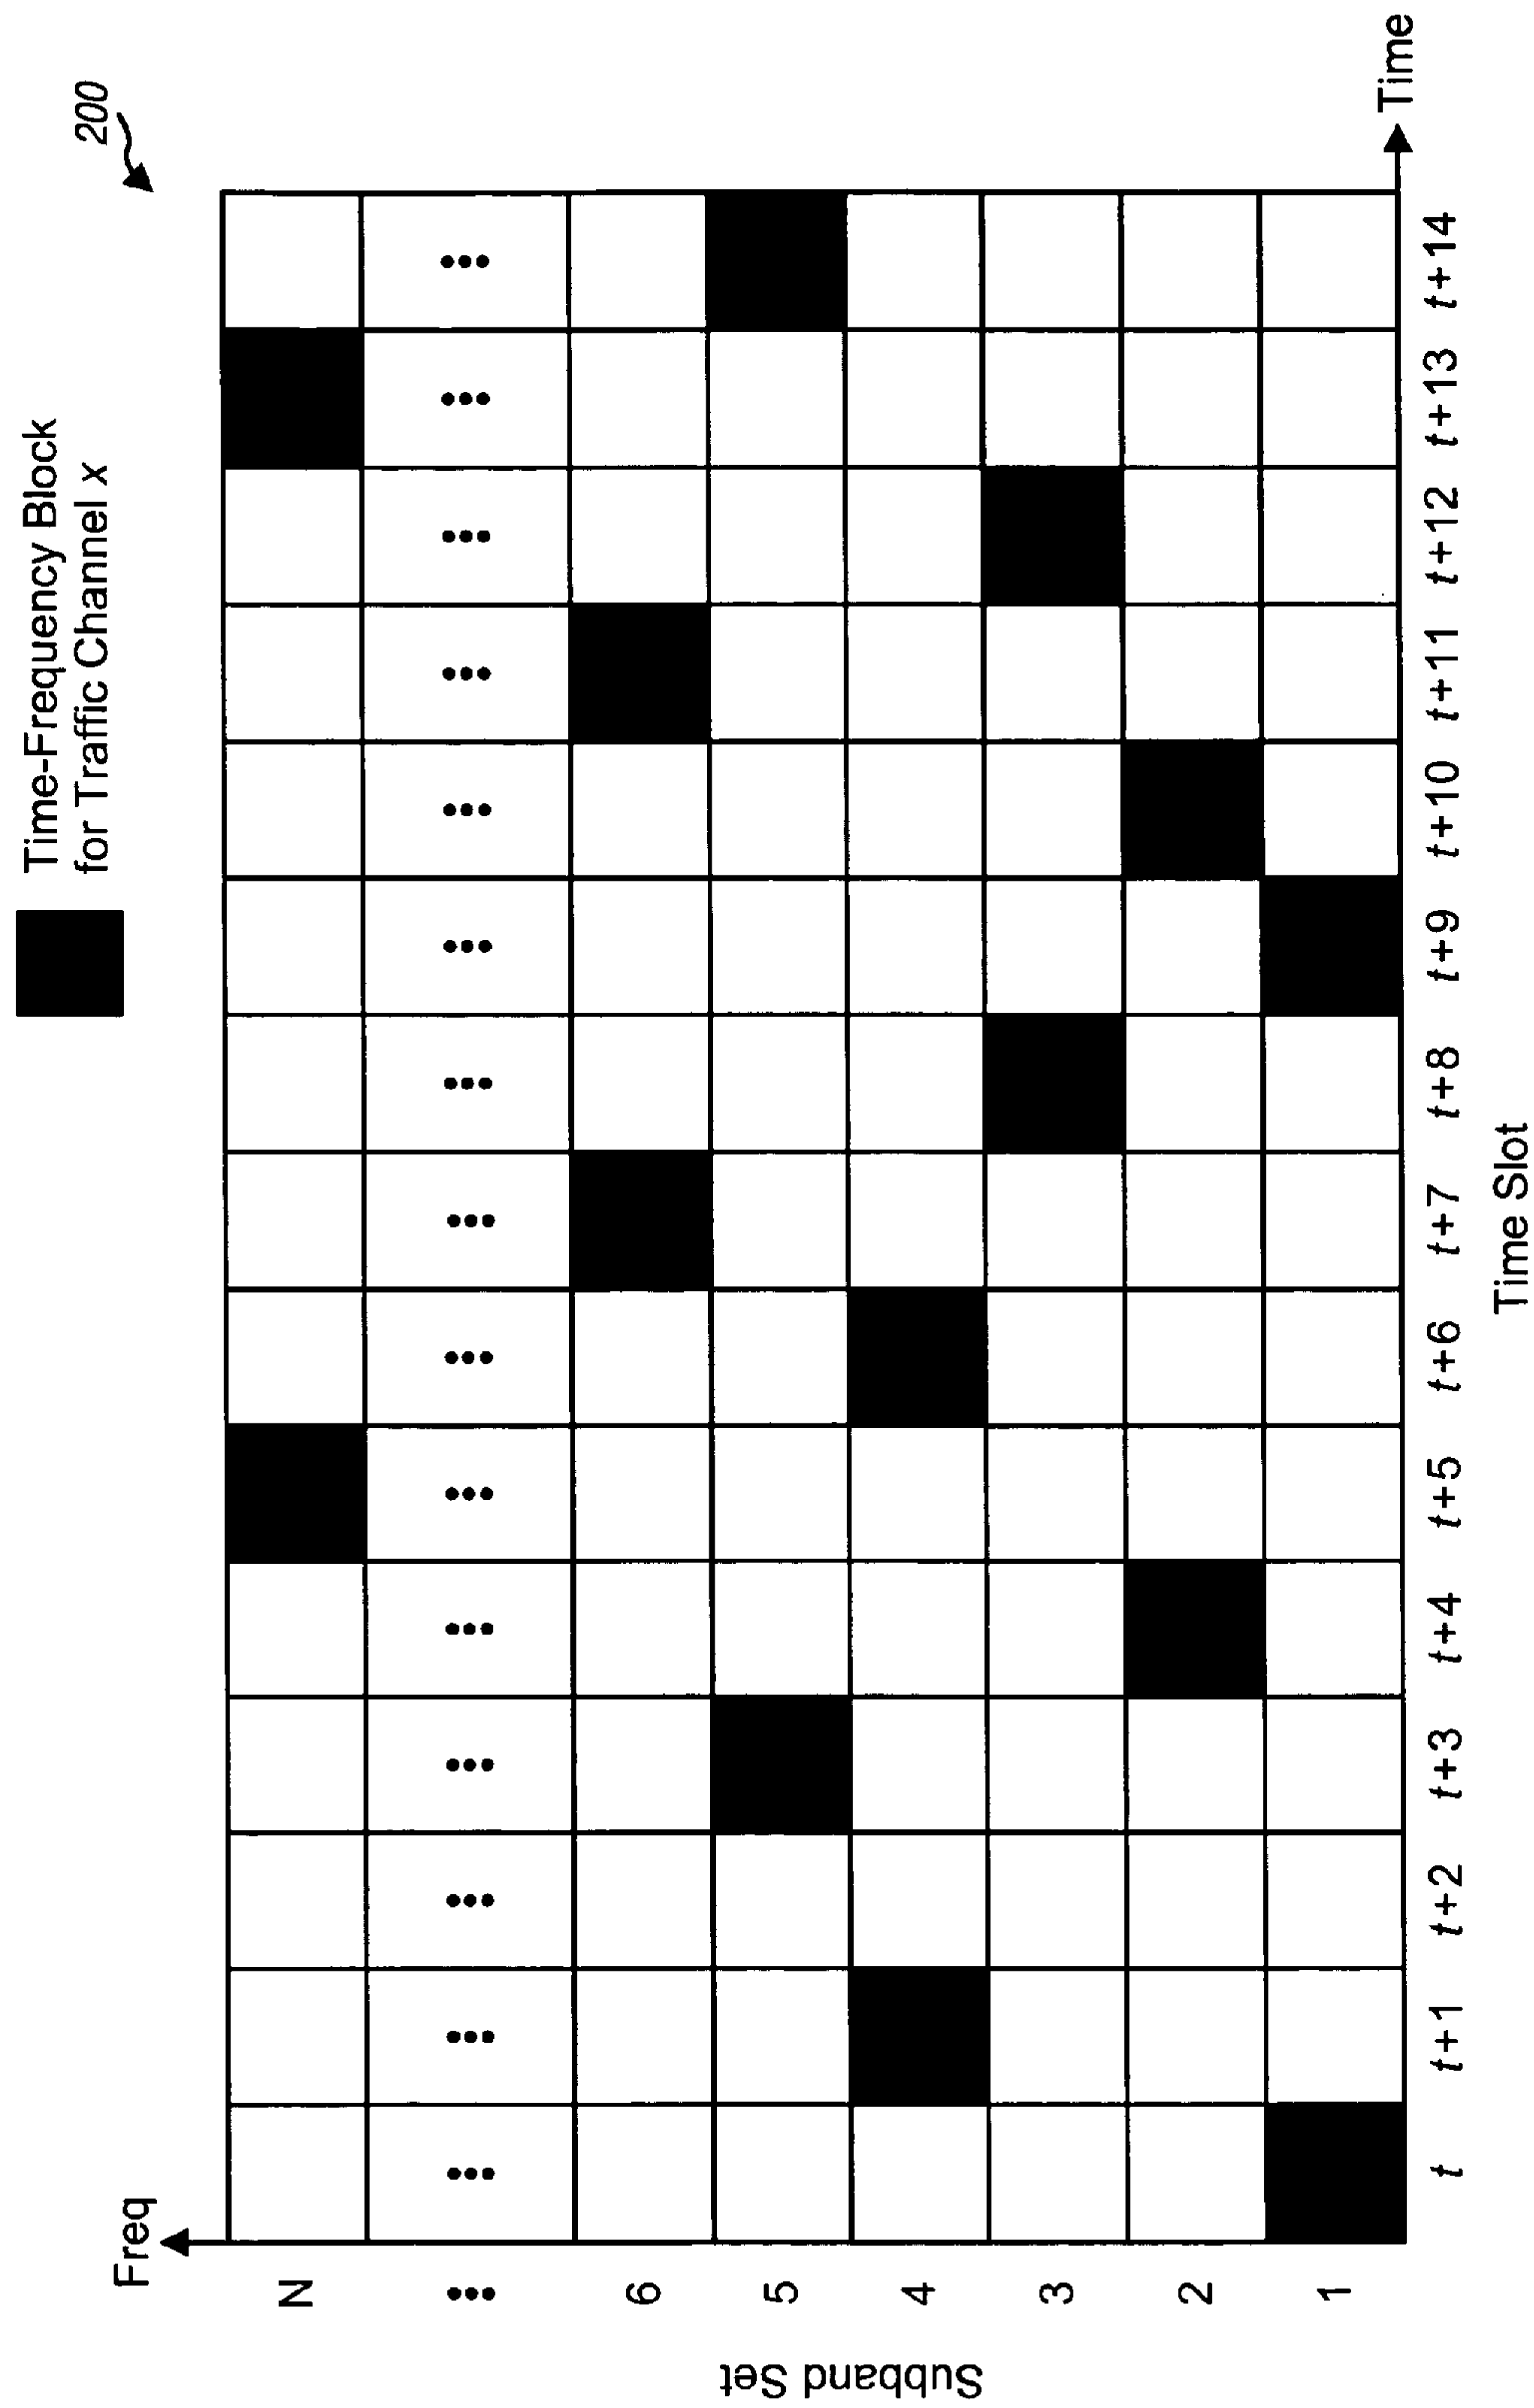 200
Time-Frequency Block
for Traffic Channel x
Freq
Subband Set
N
•••
6
5
4
3
2
1
••• ••• ••• ••• ••• ••• ••• ••• ••• ••• ••• ••• ••• ••• •••
t t+1 t+2 t+3 t+4 t+5 t+6 t+7 t+8 t+9 t+10 t+11 t+12 t+13 t+14
Time
Time Slot